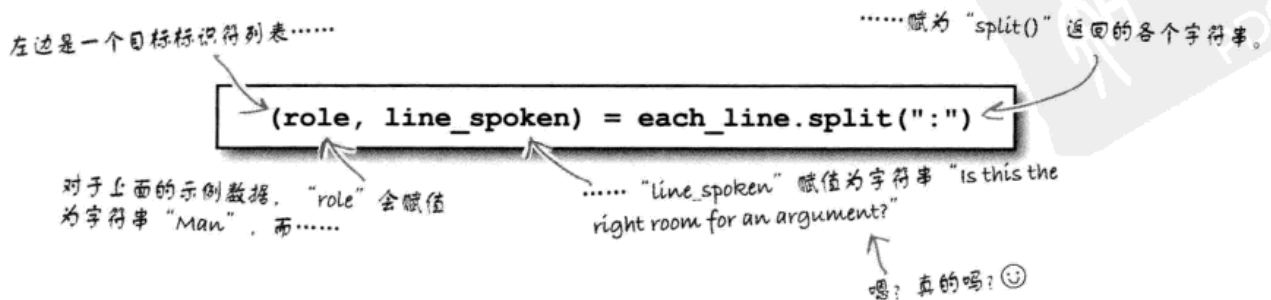 左边是一个目标标识符列表……
……赋为“split()”返回的各个字符串。
(role, line_spoken) = each_line.split(":")
对于上面的示例数据，“role”会赋值
为字符串“Man”，而……
……“line_spoken”赋值为字符串“Is this the
right room for an argument?”
嗯？真的吗？☺